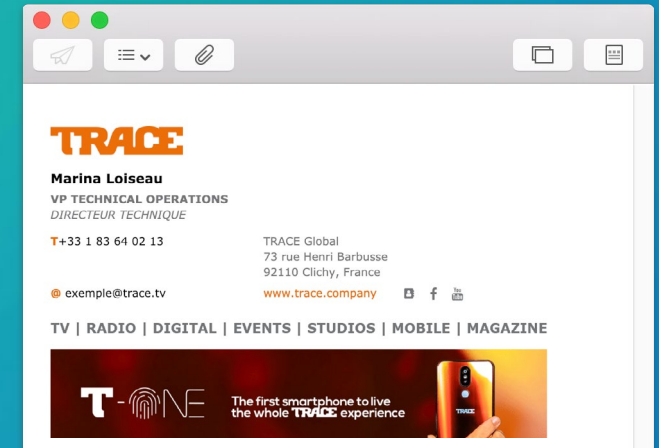 TRACE
Marina Loiseau
VP TECHNICAL OPERATIONS
DIRECTEUR TECHNIQUE
T+33 1 83 64 02 13
TRACE Global
73 rue Henri Barbusse
92110 Clichy, France
@ exemple@trace.tv
www.trace.company
f
You Tube
TV | RADIO | DIGITAL | EVENTS | STUDIOS | MOBILE | MAGAZINE
T-ONE
The first smartphone to live
the whole TRACE experience
TRACE